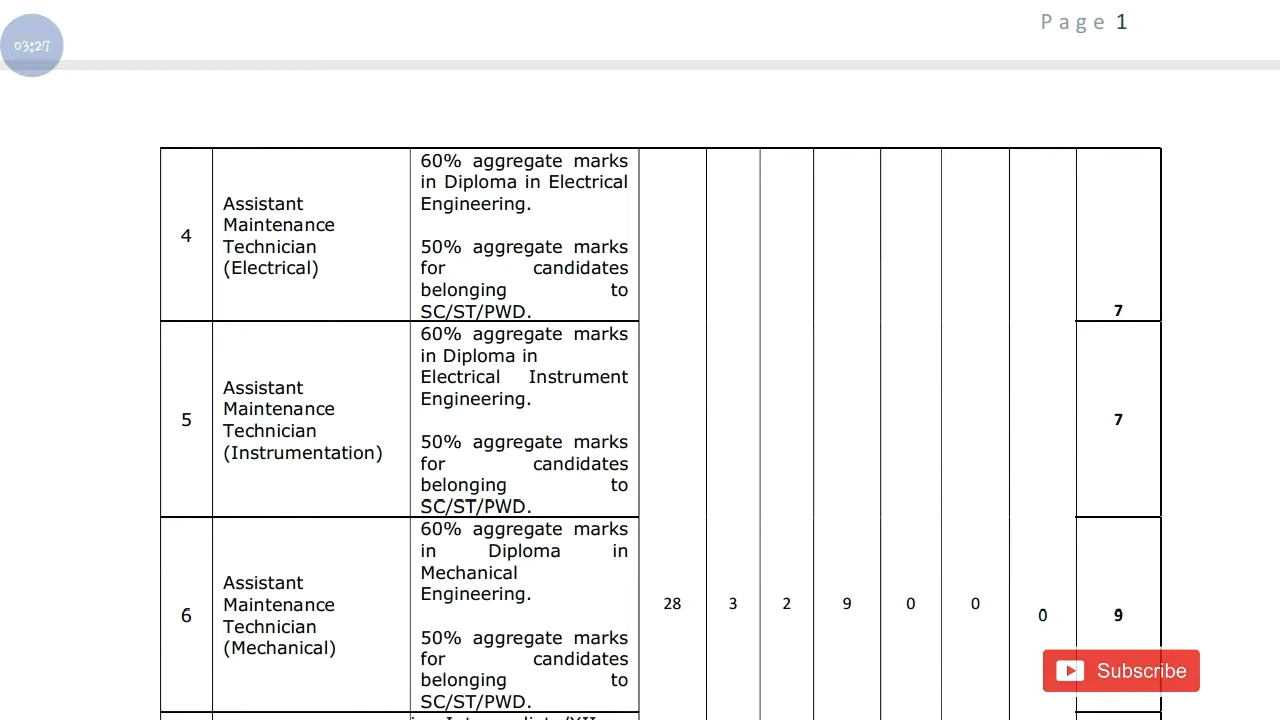 Page 1
03:27
4
Assistant
Maintenance
Technician
(Electrical)
60% aggregate marks
in Diploma in Electrical
Engineering.
50% aggregate marks
for candidates
belonging to
SC/ST/PWD.
7
5
Assistant
Maintenance
Technician
(Instrumentation)
60% aggregate marks
in Diploma in
Electrical Instrument
Engineering.
50% aggregate marks
for candidates
belonging to
SC/ST/PWD.
7
6
Assistant
Maintenance
Technician
(Mechanical)
60% aggregate marks
in Diploma in
Mechanical
Engineering.
50% aggregate marks
for candidates
belonging to
SC/ST/PWD.
28 3 2 9 0 0 0 9
Subscribe